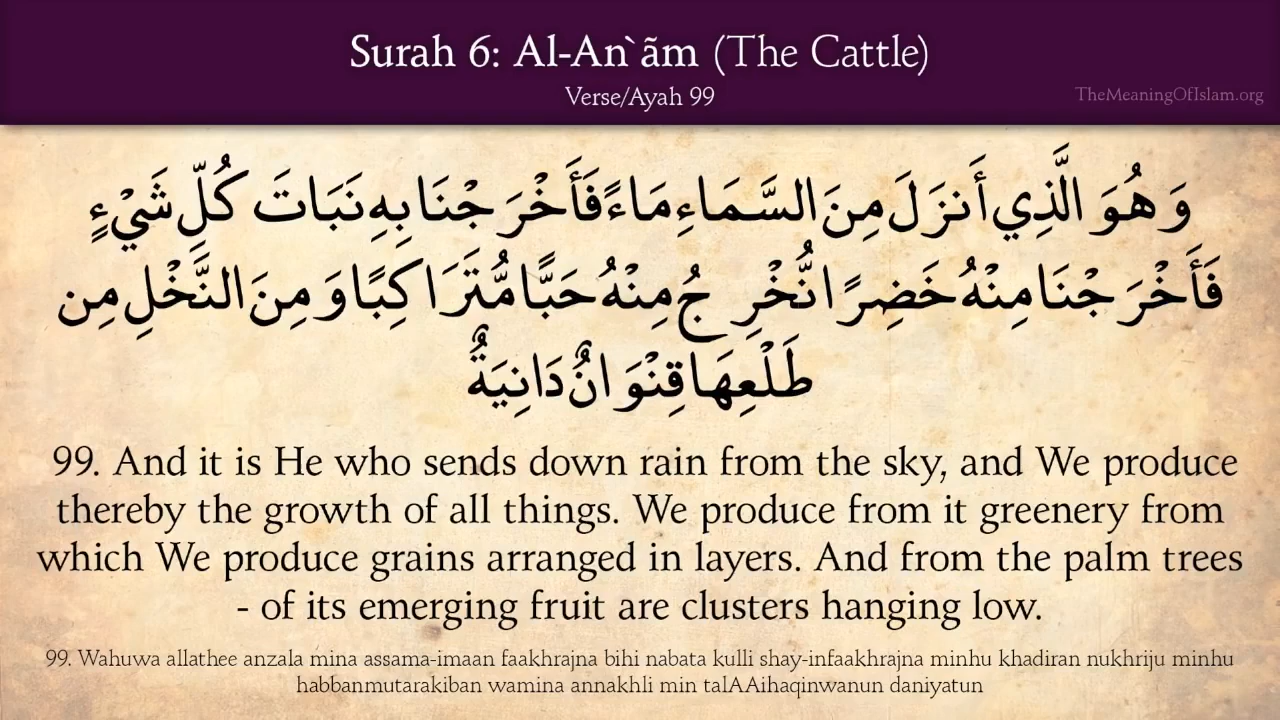 Surah 6: Al-An`ãm (The Cattle)
Verse/Ayah 99
TheMeaningOfIslam.org
وَهُوَ الَّذِي أَنزَلَ مِنَ السَّمَاءِ مَاءً فَأَخْرَجْنَا بِهِ نَبَاتَ كُلِّ شَيْءٍ
فَأَخْرَجْنَا مِنْهُ خَضِرًا نُّخْرِجُ مِنْهُ حَبًّا مُّتَرَاكِبًا وَمِنَ النَّخْلِ مِن
طَلْعِهَا قِنْوَانٌ دَانِيَةٌ
99. And it is He who sends down rain from the sky, and We produce
thereby the growth of all things. We produce from it greenery from
which We produce grains arranged in layers. And from the palm trees
- of its emerging fruit are clusters hanging low.
99. Wahuwa allathee anzala mina assama-imaan faakhrajna bihi nabata kulli shay-infaakhrajna minhu khadiran nukhriju minhu
habbanmutarakiban wamina annakhli min talAAihaqinwanun daniyatun